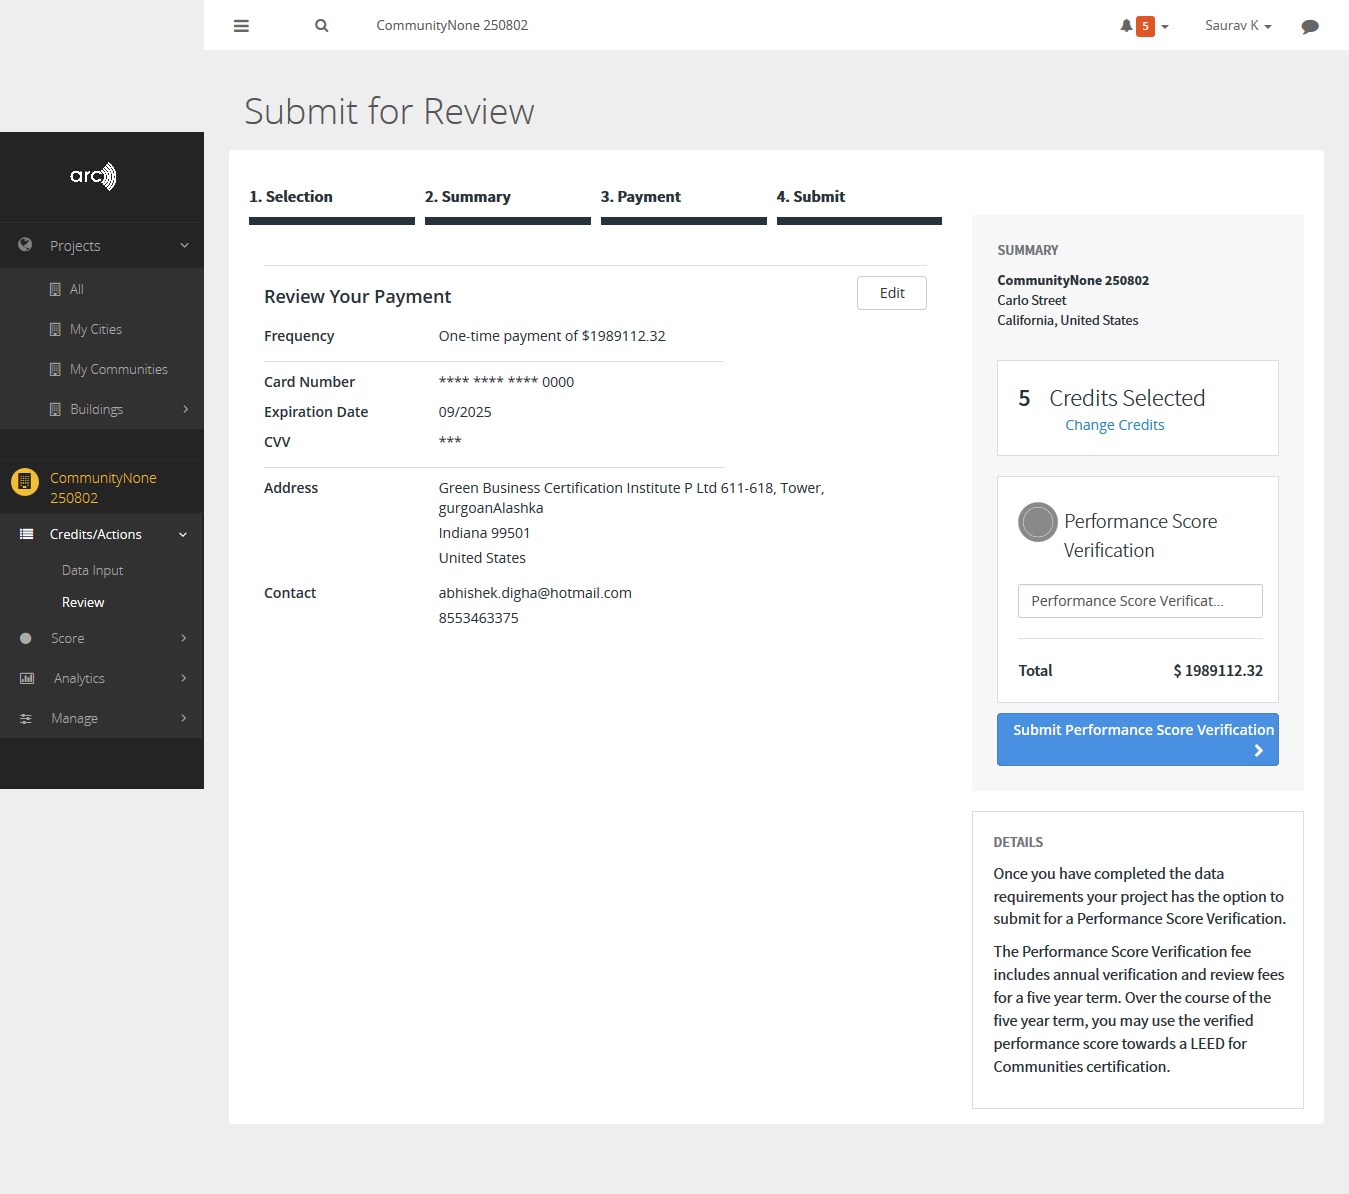 CommunityNone 250802
5
Saurav K
Submit for Review
arc
Projects
All
My Cities
My Communities
Buildings
CommunityNone
250802
Credits/Actions
Data Input
Review
Score
Analytics
Manage
1. Selection
2. Summary
3. Payment
4. Submit
Review Your Payment
Edit
Frequency
One-time payment of $1989112.32
Card Number
**** **** **** 0000
Expiration Date
09/2025
CVV
***
Address
Green Business Certification Institute P Ltd 611-618, Tower,
gurgoanAlashka
Indiana 99501
United States
Contact
abhishek.digha@hotmail.com
8553463375
SUMMARY
CommunityNone 250802
Carlo Street
California, United States
5 Credits Selected
Change Credits
Performance Score
Verification
Performance Score Verificat...
Total $ 1989112.32
Submit Performance Score Verification
DETAILS
Once you have completed the data
requirements your project has the option to
submit for a Performance Score Verification.
The Performance Score Verification fee
includes annual verification and review fees
for a five year term. Over the course of the
five year term, you may use the verified
performance score towards a LEED for
Communities certification.